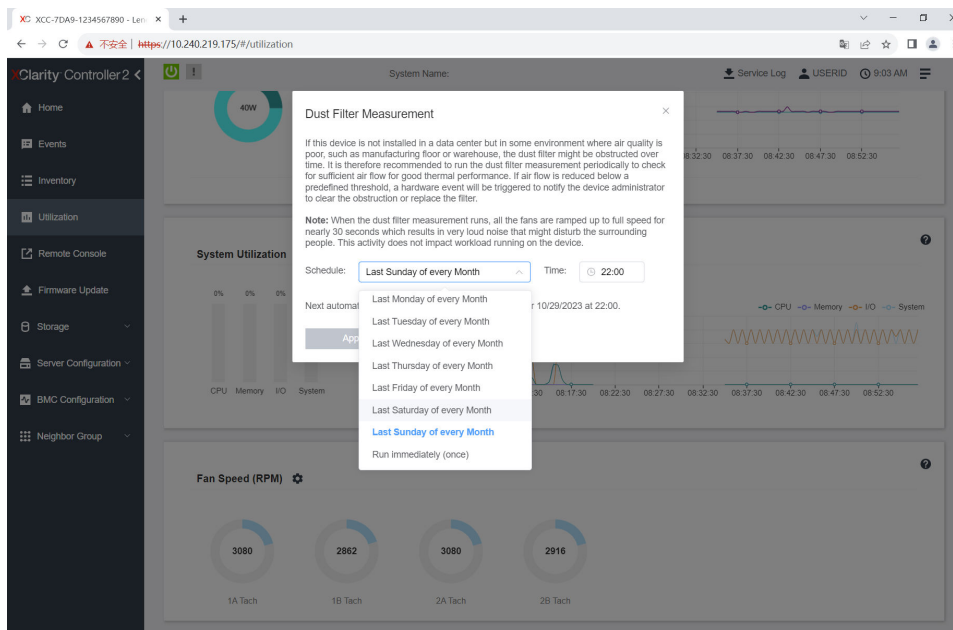 XC XCC-7DA9-1234567890 - Len
不安全 | https://10.240.219.175/#/utilization
XClarity Controller 2
System Name:
Service Log
USERID
9:03 AM
Home
Events
Inventory
Utilization
Remote Console
Firmware Update
Storage
Server Configuration
BMC Configuration
Neighbor Group
40W
08:37:30 08:42:30 08:47:30 08:52:30
Dust Filter Measurement
If this device is not installed in a data center but in some environment where air quality is
poor, such as manufacturing floor or warehouse, the dust filter might be obstructed over
time. It is therefore recommended to run the dust filter measurement periodically to check
for sufficient air flow for good thermal performance. If air flow is reduced below a
predefined threshold, a hardware event will be triggered to notify the device administrator
to clear the obstruction or replace the filter.
Note: When the dust filter measurement runs, all the fans are ramped up to full speed for
nearly 30 seconds which results in very loud noise that might disturb the surrounding
people. This activity does not impact workload running on the device.
Schedule: Last Sunday of every Month Time: 22:00
Next automat r 10/29/2023 at 22:00.
App
Last Monday of every Month
Last Tuesday of every Month
Last Wednesday of every Month
Last Thursday of every Month
Last Friday of every Month
Last Saturday of every Month
Last Sunday of every Month
Run immediately (once)
System Utilization
0% 0% 0%
CPU Memory I/O System
CPU Memory I/O System
:30 08:17:30 08:22:30 08:27:30 08:32:30 08:37:30 08:42:30 08:47:30 08:52:30
Fan Speed (RPM)
3080 2862 3080 2916
1A Tach 1B Tach 2A Tach 2B Tach